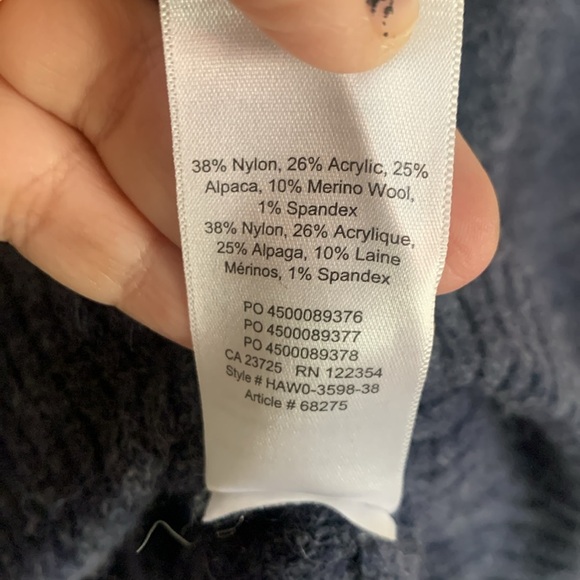 38% Nylon, 26% Acrylic, 25%
Alpaca, 10% Merino Wool,
1% Spandex
38% Nylon, 26% Acrylique,
25% Alpaga, 10% Laine
Mérinos, 1% Spandex
PO 4500089376
PO 4500089377
PO 4500089378
CA 23725 RN 122354
Style # HAW0-3598-38
Article # 68275